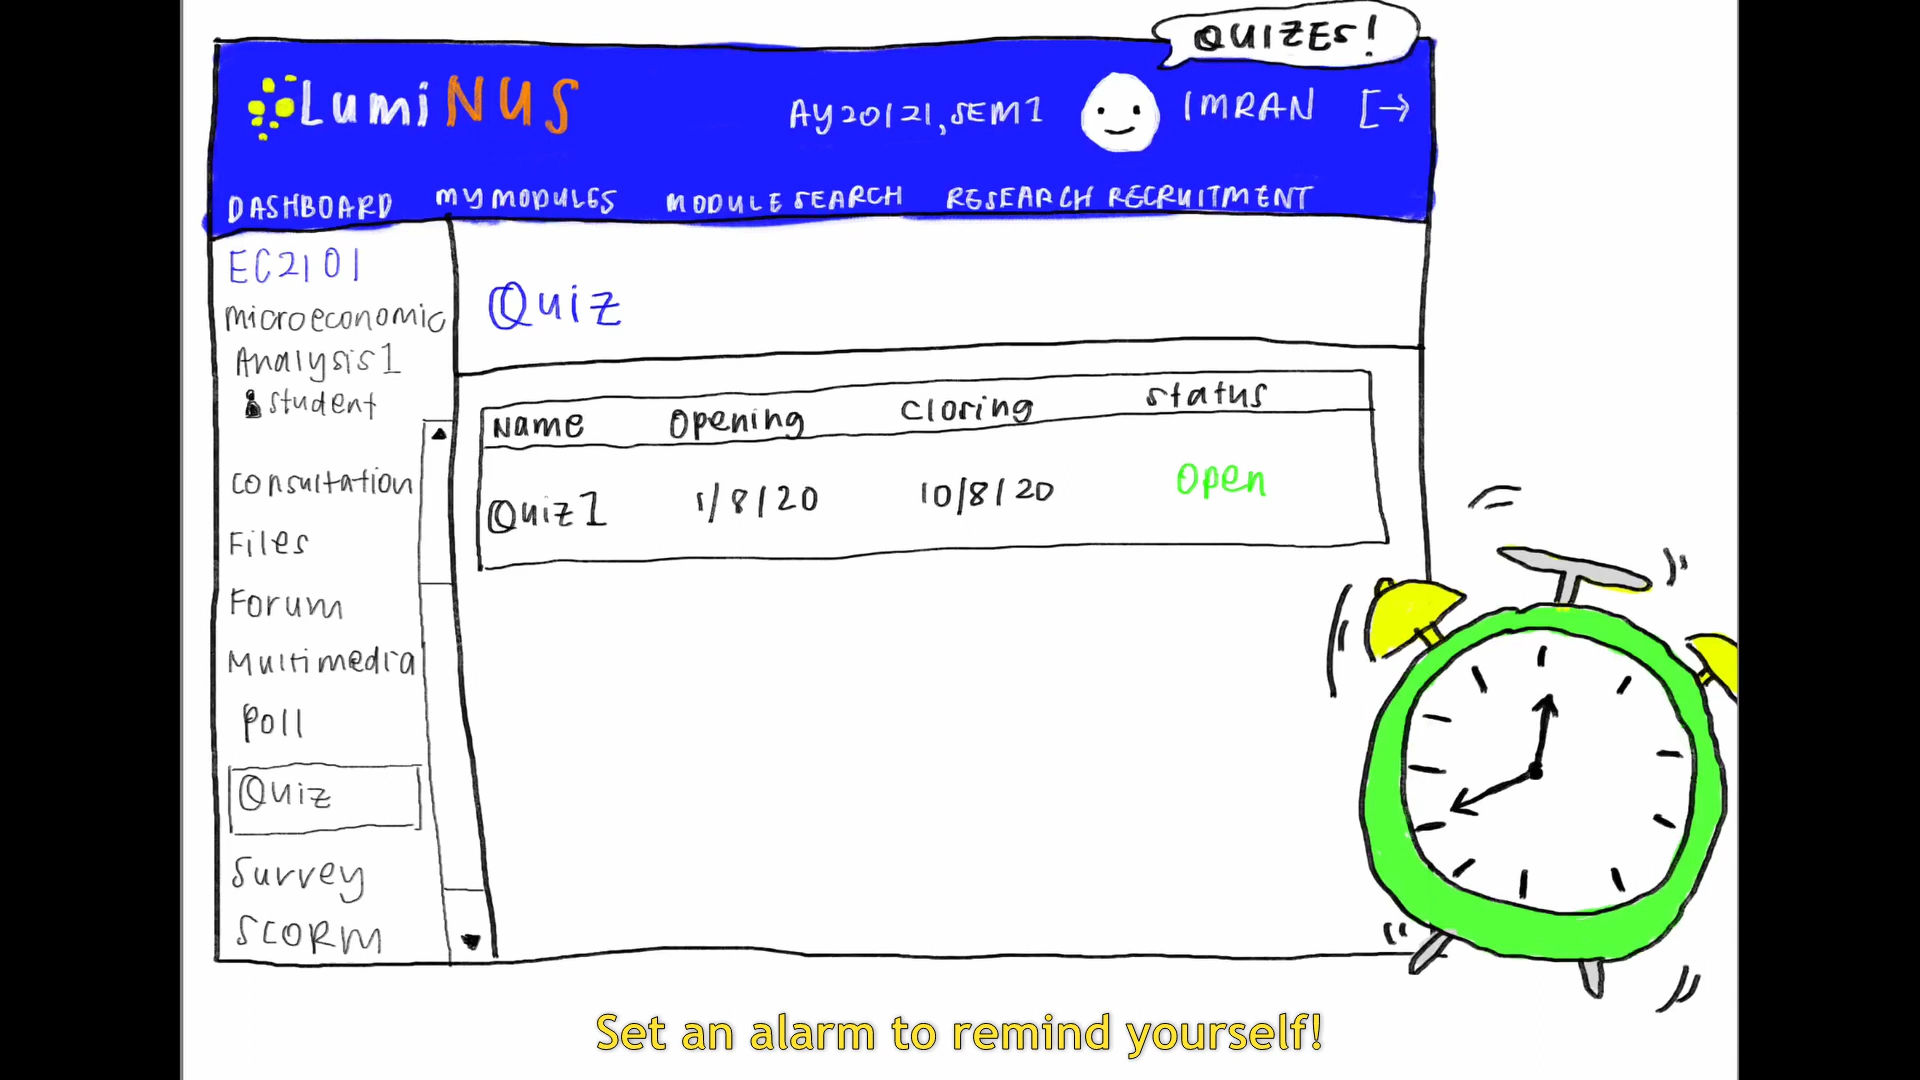 QUIZES!
LumiNUS
AY20/21, SEM1
IMRAN
DASHBOARD MY MODULES MODULE SEARCH RESEARCH RECRUITMENT
EC2101
Microeconomic
Analysis 1
student
Quiz
Name Opening Closing Status
Quiz 1 1/8/20 10/8/20 Open
Consultation
Files
Forum
Multimedia
Poll
Quiz
Survey
SCORM
Set an alarm to remind yourself!